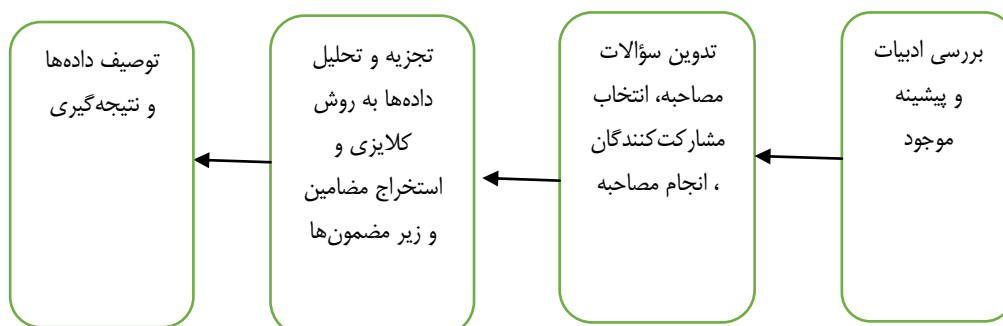 بررسی ادبیات
و پیشینه
موجود
تدوین سؤالات
مصاحبه، انتخاب
مشارکت‌کنندگان
، انجام مصاحبه
تجزیه و تحلیل
داده‌ها به روش
کلایزی و
استخراج مضامین
و زیر مضمون‌ها
توصیف داده‌ها
و نتیجه‌گیری